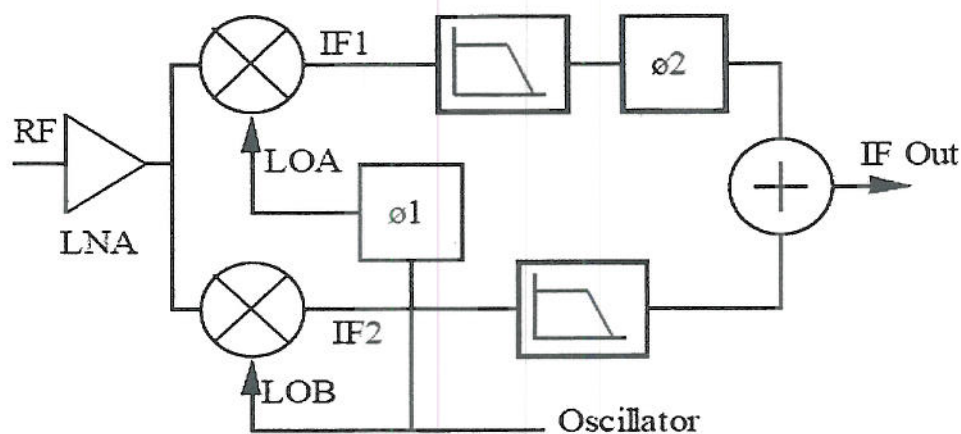 IF1
ø2
RF
LOA
IF Out
ø1
LNA
IF2
LOB
Oscillator